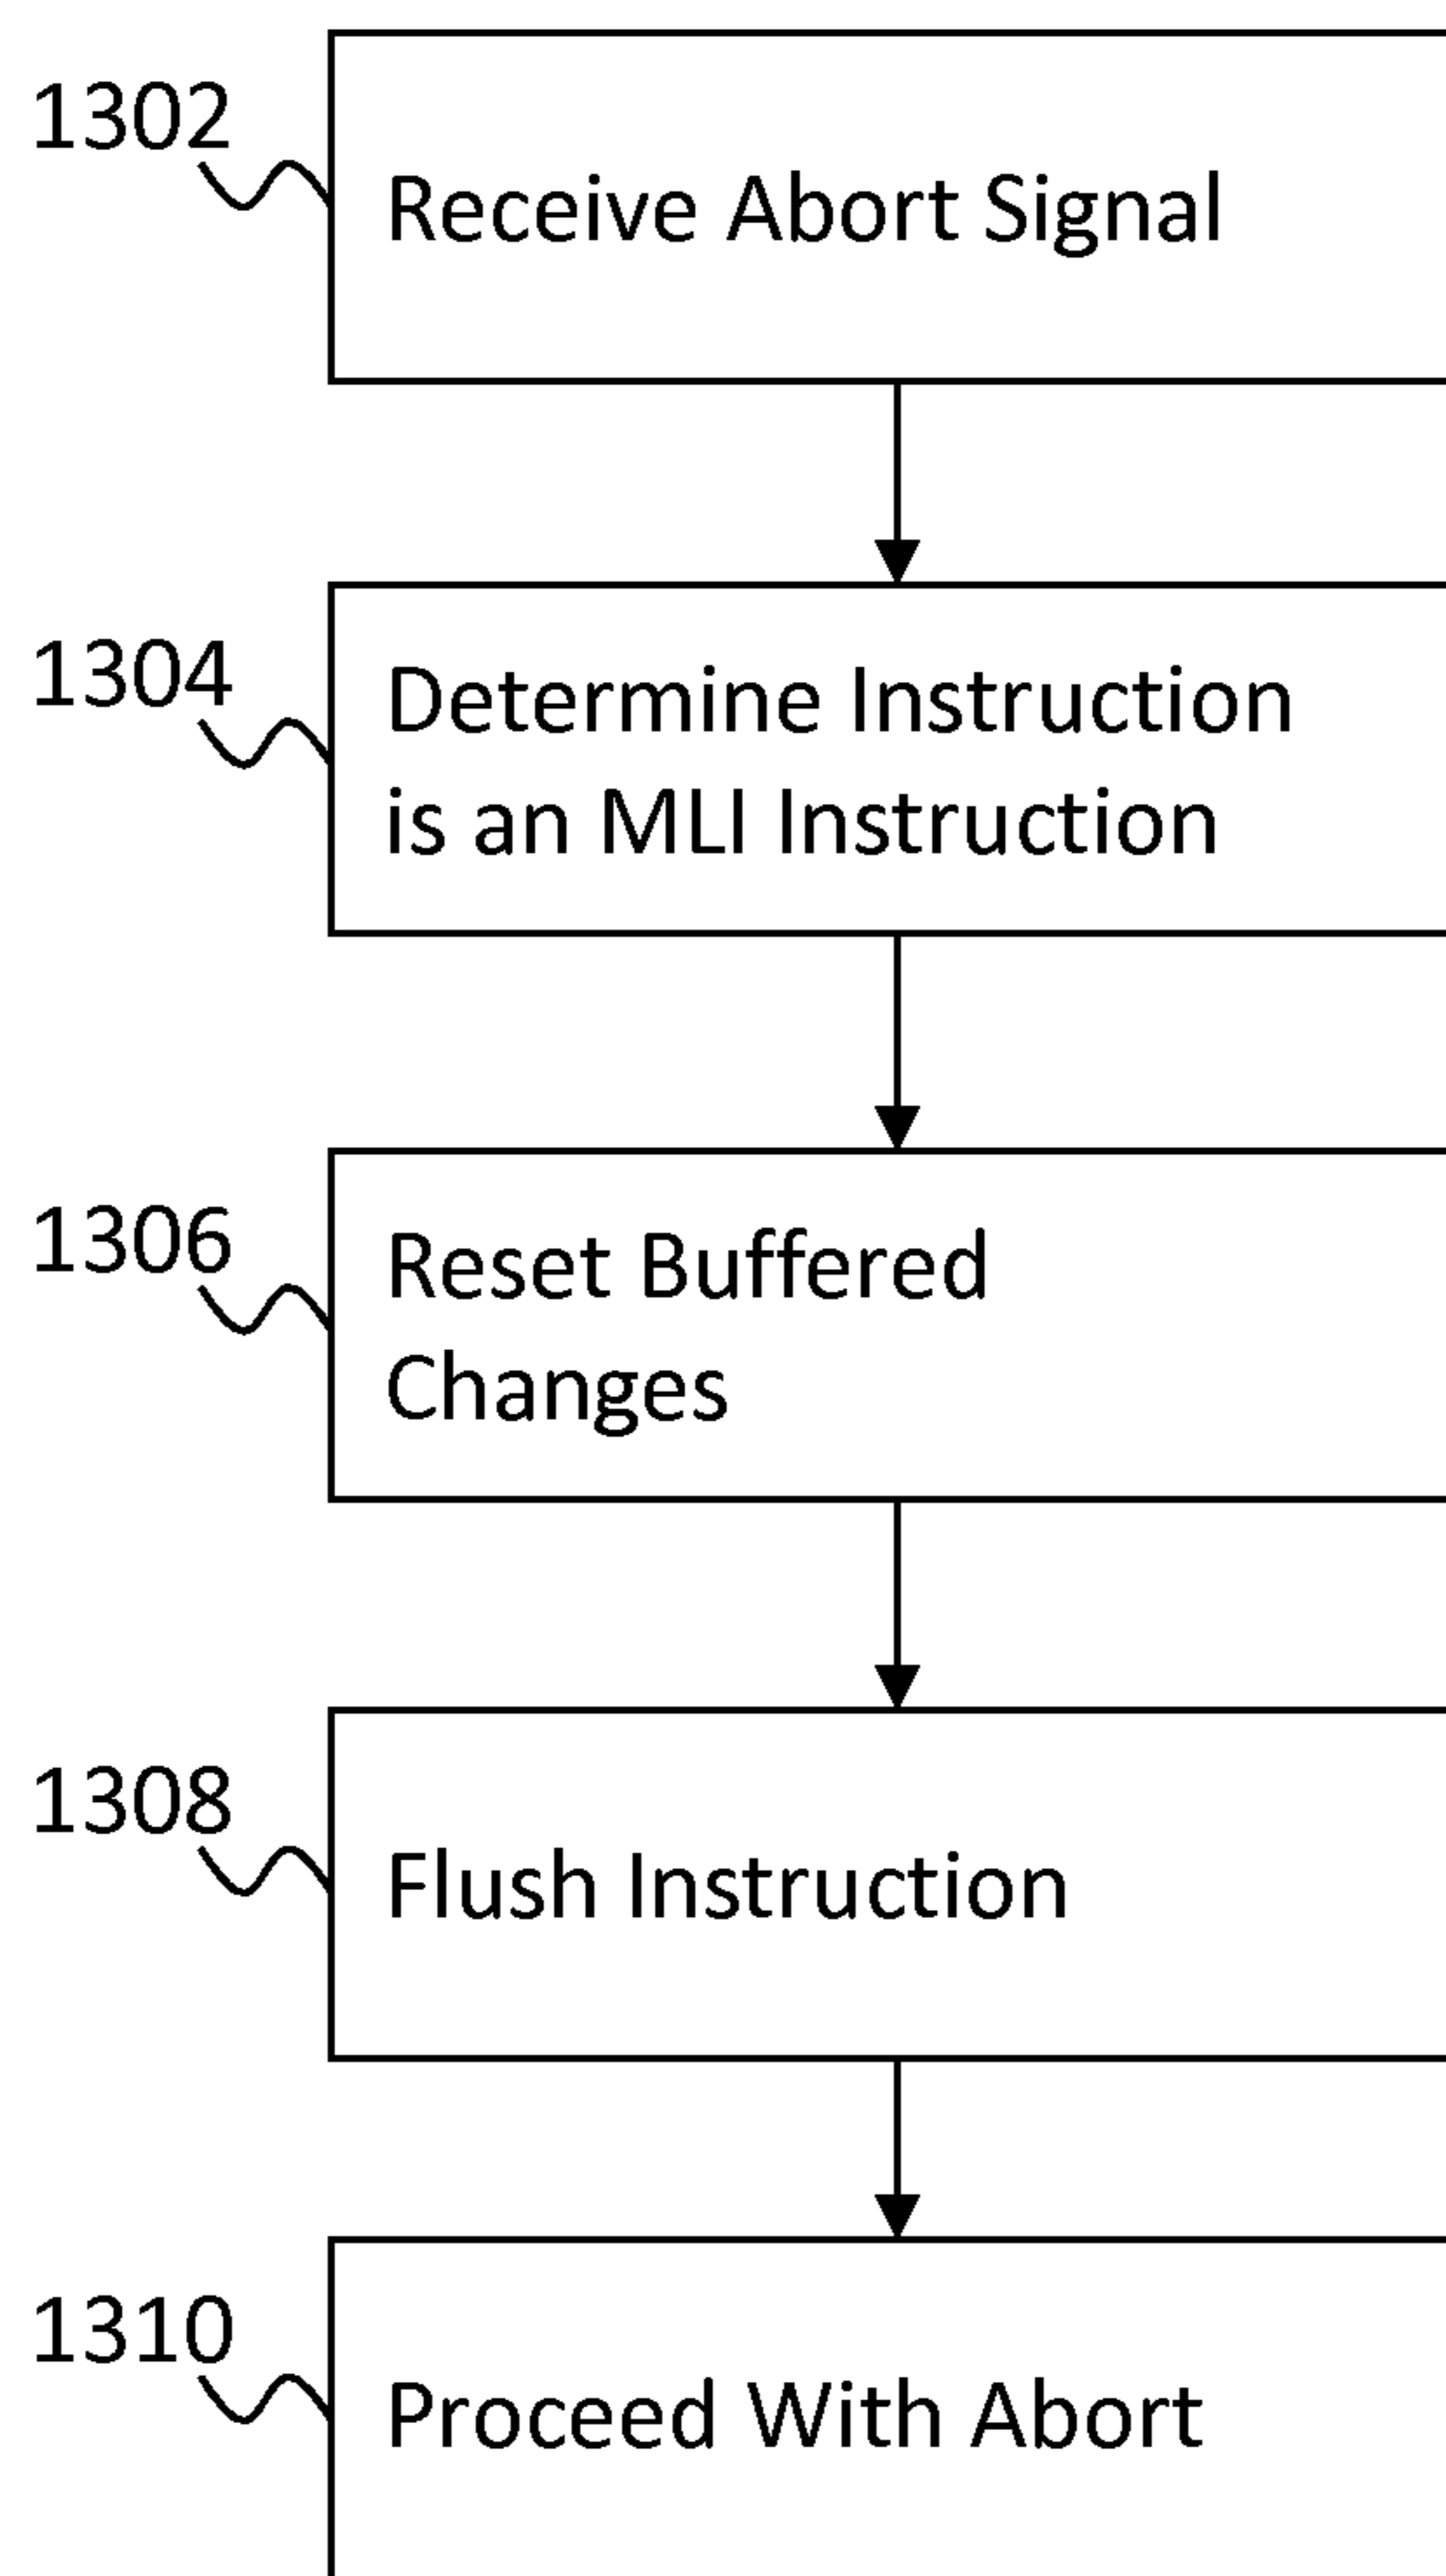 1302
Receive Abort Signal
1304
Determine Instruction
is an MLI Instruction
1306
Reset Buffered
Changes
1308
Flush Instruction
1310
Proceed With Abort